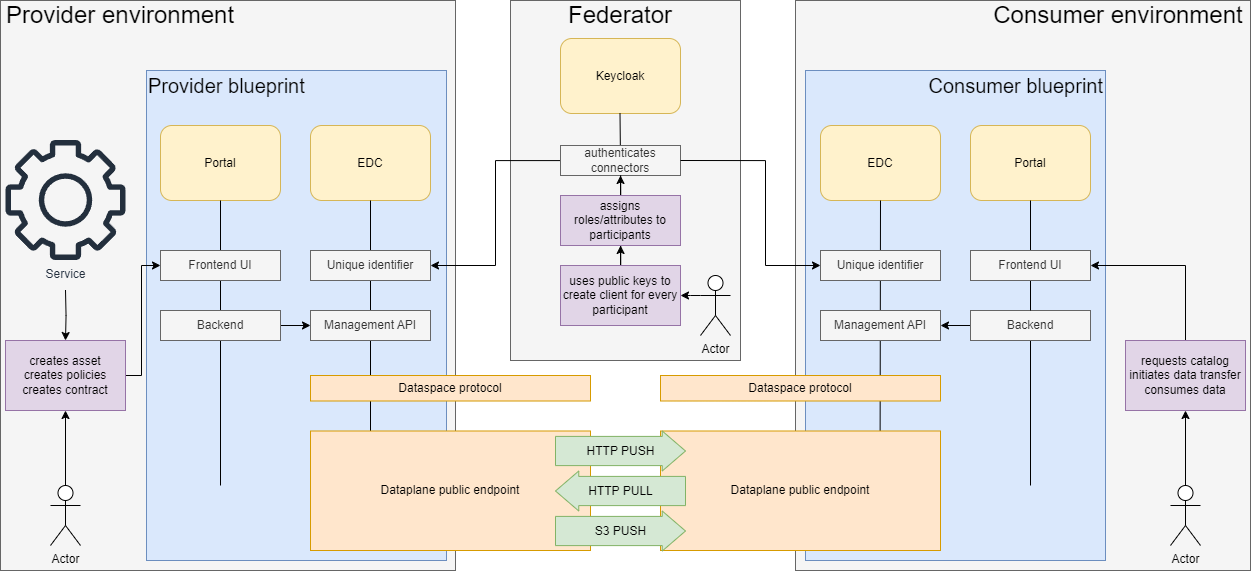 Provider environment
Federator
Consumer environment
Keycloak
Provider blueprint
Consumer blueprint
Portal
EDC
EDC
Portal
authenticates
connectors
assigns
roles/attributes to
participants
Service
Frontend UI
Unique identifier
uses public keys to
create client for every
participant
Unique identifier
Frontend UI
Backend
Management API
Actor
Management API
Backend
creates asset
creates policies
creates contract
requests catalog
initiates data transfer
consumes data
Dataspace protocol
Dataspace protocol
HTTP PUSH
Dataplane public endpoint
HTTP PULL
Dataplane public endpoint
S3 PUSH
Actor
Actor